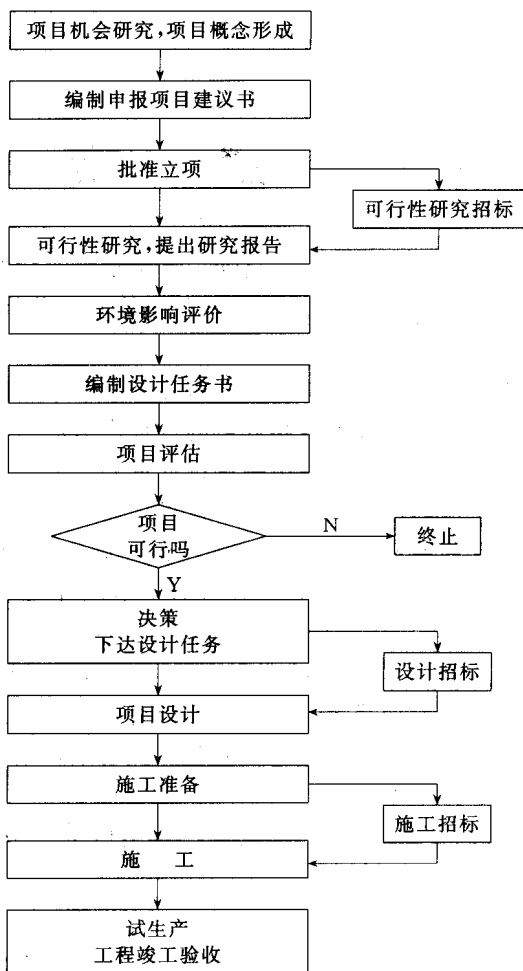 项目机会研究,项目概念形成
编制申报项目建议书
批准立项
可行性研究招标
可行性研究,提出研究报告
环境影响评价
编制设计任务书
项目评估
项目
可行吗
N
终止
Y
决策
下达设计任务
设计招标
项目设计
施工准备
施工招标
施 工
试生产
工程竣工验收